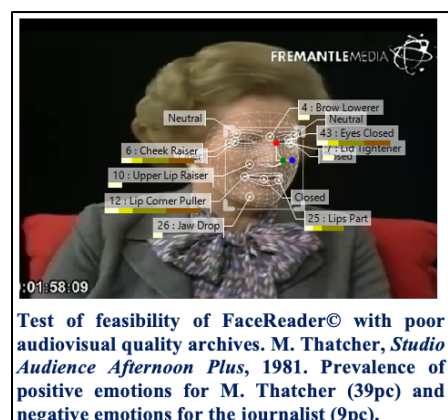 FREMANTLEMEDIA
4 : Brow Lowerer
Neutral
Neutral
43 : Eyes Closed
6 : Cheek Raiser
7 : Lid Tightener
10 : Upper Lip Raiser
12 : Lip Corner Puller
Closed
25 : Lips Part
26 : Jaw Drop
0:01:58:09
Test of feasibility of FaceReader© with poor
audiovisual quality archives. M. Thatcher, Studio
Audience Afternoon Plus, 1981. Prevalence of
positive emotions for M. Thatcher (39pc) and
negative emotions for the journalist (9pc).